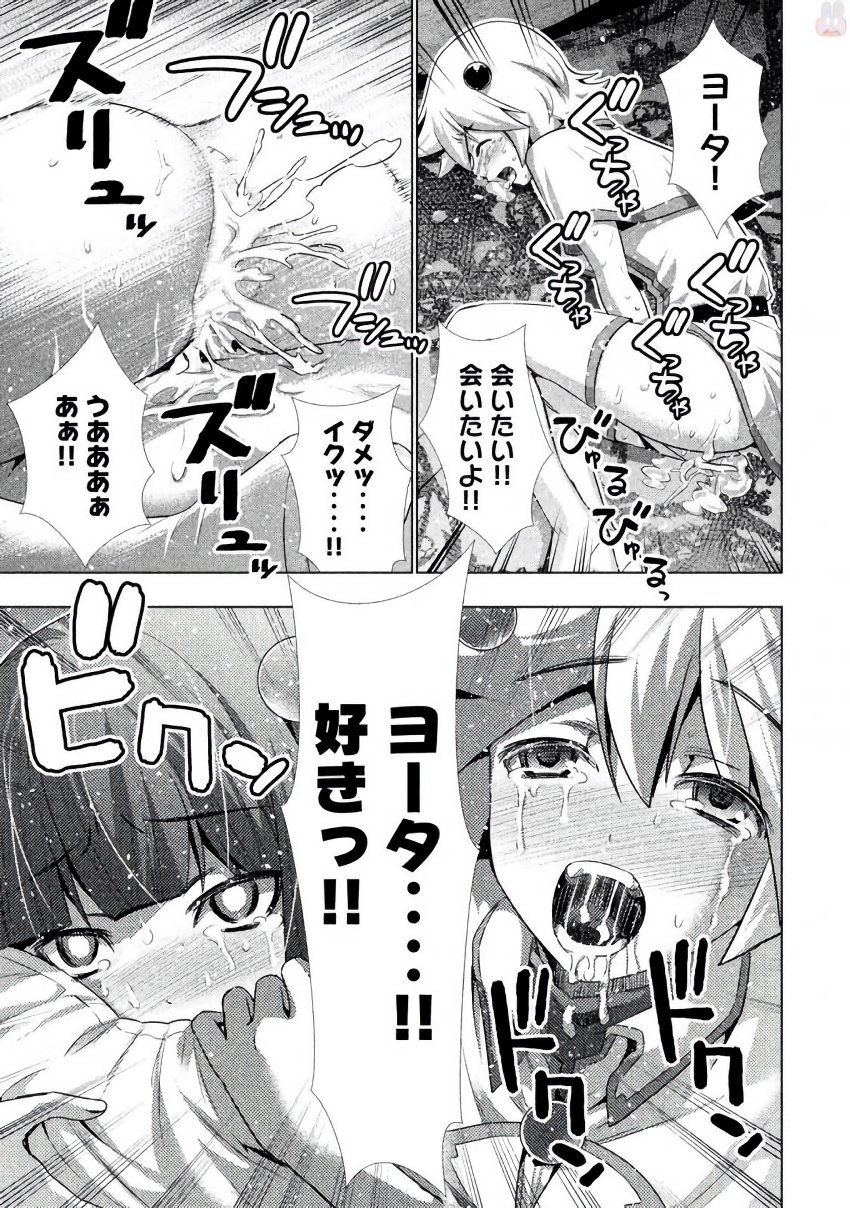 ヨータ！
ぐっちゃ
ぐっちゃ
ぐっちゃ
ぐっちゃ
会いたい!!
会いたいよ!!
びゅるびゅるっ
ズリュッ
ブシュッ…
ブシュッ…
ズリュッ
ダメッ‥‥
イクッ‥‥!!
うああああぁ
あぁ!!
ヨータ‥‥!!
好きっ!!
ビクン
ドクン
ドクン